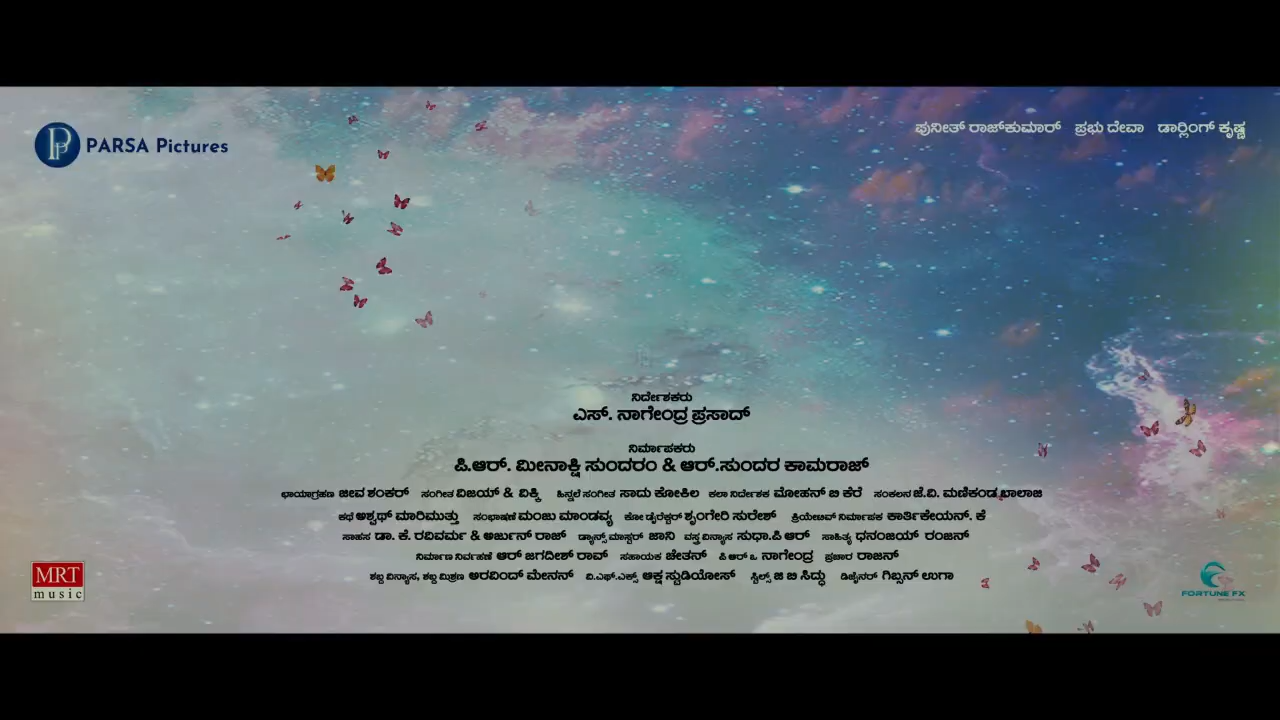 PARSA Pictures
ಪುನೀತ್ ರಾಜ್‌ಕುಮಾರ್ ಪ್ರಭು ದೇವಾ ಡಾರ್ಲಿಂಗ್ ಕೃಷ್ಣ
ನಿರ್ದೇಶಕರು
ಎಸ್. ನಾಗೇಂದ್ರ ಪ್ರಸಾದ್
ನಿರ್ಮಾಪಕರು
ಪಿ.ಆರ್. ಮೀನಾಕ್ಷಿ ಸುಂದರಂ & ಆರ್.ಸುಂದರ ಕಾಮರಾಜ್
ಛಾಯಾಗ್ರಹಣ ಜೀವ ಶಂಕರ್ ಸಂಗೀತ ವಿಜಯ್ & ವಿಕ್ಕಿ ಹಿನ್ನಲೆ ಸಂಗೀತ ಸಾದು ಕೋಕಿಲ ಕಲಾ ನಿರ್ದೇಶಕ ಮೋಹನ್ ಬಿ ಕೆರೆ ಸಂಕಲನ ಜೆ.ವಿ. ಮಣಿಕಂಡ ಬಾಲಾಜಿ
ಕಥೆ ಅಶ್ವಥ್ ಮಾರಿಮುತ್ತು ಸಂಭಾಷಣೆ ಮಂಜು ಮಾಂಡವ್ಯ ಕೋ ಡೈರೆಕ್ಟರ್ ಶೃಂಗೇರಿ ಸುರೇಶ್ ಕ್ರಿಯೇಟಿವ್ ನಿರ್ಮಾಪಕ ಕಾರ್ತಿಕೇಯನ್. ಕೆ
ಸಾಹಸ ಡಾ. ಕೆ. ರವಿವರ್ಮ & ಅರ್ಜುನ್ ರಾಜ್ ಡ್ಯಾನ್ಸ್ ಮಾಸ್ಟರ್ ಜಾನಿ ವಸ್ತ್ರ ವಿನ್ಯಾಸ ಸುಧಾ.ಪಿ ಆರ್ ಸಾಹಿತ್ಯ ಧನಂಜಯ್ ರಂಜನ್
ನಿರ್ಮಾಣ ನಿರ್ವಹಣೆ ಆರ್ ಜಗದೀಶ್ ರಾವ್ ಸಹಾಯಕ ಚೇತನ್ ಪಿ ಆರ್ ಒ. ನಾಗೇಂದ್ರ ಪ್ರಚಾರ ರಾಜನ್
ಶಬ್ದ ವಿನ್ಯಾಸ, ಶಬ್ದ ಮಿಶ್ರಣ ಅರವಿಂದ್ ಮೇನನ್ ವಿ.ಎಫ್.ಎಕ್ಸ್ ಆಕ್ಷ ಸ್ಟುಡಿಯೋಸ್ ಸ್ಟಿಲ್ಸ್ ಜಿ ಬಿ ಸಿದ್ಧು ಡಿಸೈನರ್ ಗಿಬ್ಸನ್ ಉಗಾ
MRT
music
FORTUNE FX